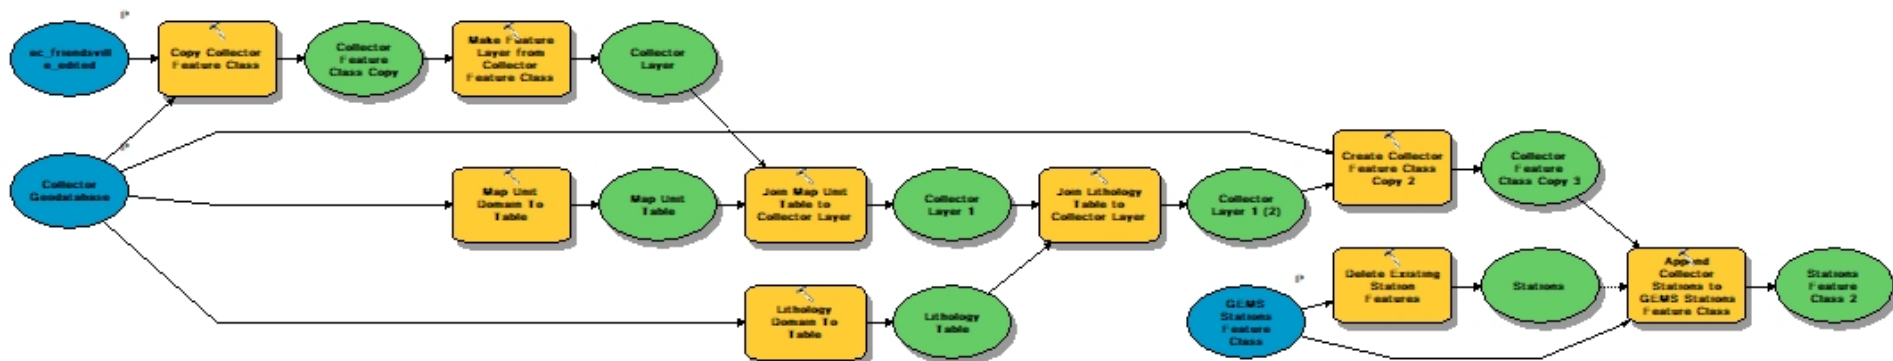 P
ec_friendsvill
e_edited
Copy Collector
Feature Class
Collector
Feature
Class Copy
Make Feature
Layer from
Collector
Feature Class
Collector
Layer
P
Collector
Geodatabase
Map Unit
Domain To
Table
Map Unit
Table
Join Map Unit
Table to
Collector Layer
Collector
Layer 1
Join Lithology
Table to
Collector Layer
Collector
Layer 1 (2)
Create Collector
Feature Class
Copy 2
Collector
Feature
Class Copy 3
Lithology
Domain To
Table
Lithology
Table
P
GEMS
Stations
Feature
Class
Delete Existing
Station
Features
Stations
Append
Collector
Stations to
GEMS Stations
Feature Class
Stations
Feature
Class 2